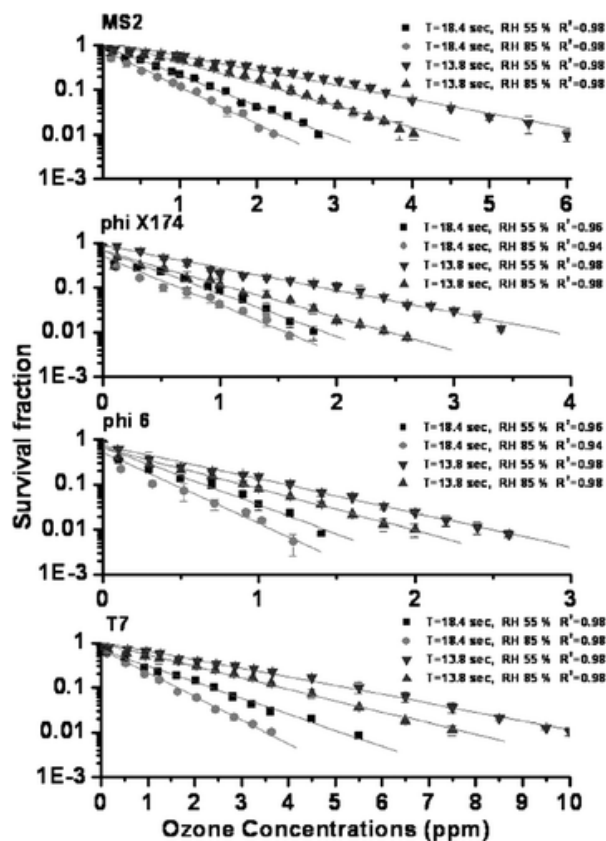 MS2
T=18.4 sec, RH 55 % R²=0.98
T=18.4 sec, RH 85 % R²=0.98
T=13.8 sec, RH 55 % R²=0.98
T=13.8 sec, RH 85 % R²=0.98
1
0.1
0.01
1E-3
0 1 2 3 4 5 6
phi X174
T=18.4 sec, RH 55 % R²=0.96
T=18.4 sec, RH 85 % R²=0.94
T=13.8 sec, RH 55 % R²=0.98
T=13.8 sec, RH 85 % R²=0.98
1
0.1
0.01
1E-3
0 1 2 3 4
Survival fraction
phi 6
T=18.4 sec, RH 55 % R²=0.96
T=18.4 sec, RH 85 % R²=0.94
T=13.8 sec, RH 55 % R²=0.98
T=13.8 sec, RH 85 % R²=0.98
1
0.1
0.01
1E-3
0 1 2 3
T7
T=18.4 sec, RH 55 % R²=0.98
T=18.4 sec, RH 85 % R²=0.98
T=13.8 sec, RH 55 % R²=0.98
T=13.8 sec, RH 85 % R²=0.98
1
0.1
0.01
1E-3
0 1 2 3 4 5 6 7 8 9 10
Ozone Concentrations (ppm)